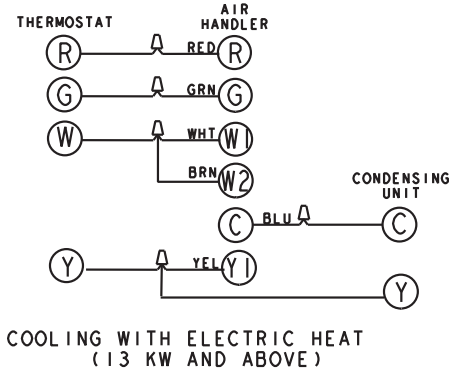 THERMOSTAT
AIR
HANDLER
R RED R
G GRN G
W WHT W1
BRN W2
CONDENSING
UNIT
C BLU C
Y YEL Y1
Y
COOLING WITH ELECTRIC HEAT
(13 KW AND ABOVE)